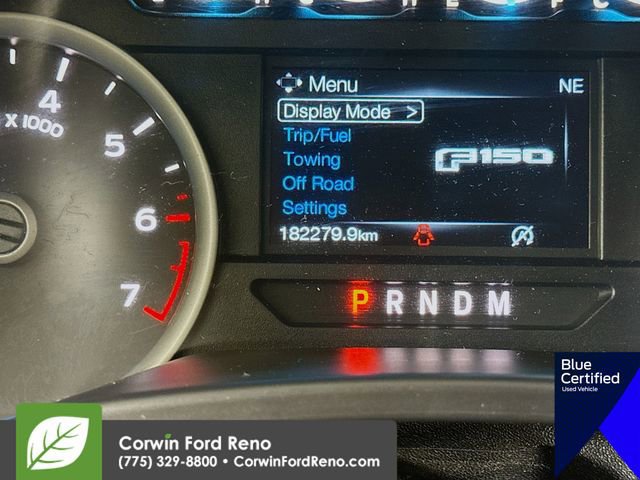 4
X 1000
5
6
7
Menu
NE
Display Mode >
Trip/Fuel
Towing
Off Road
Settings
F150
182279.9km
P R N D M
Blue
Certified
Used Vehicle
Corwin Ford Reno
(775) 329-8800 • CorwinFordReno.com